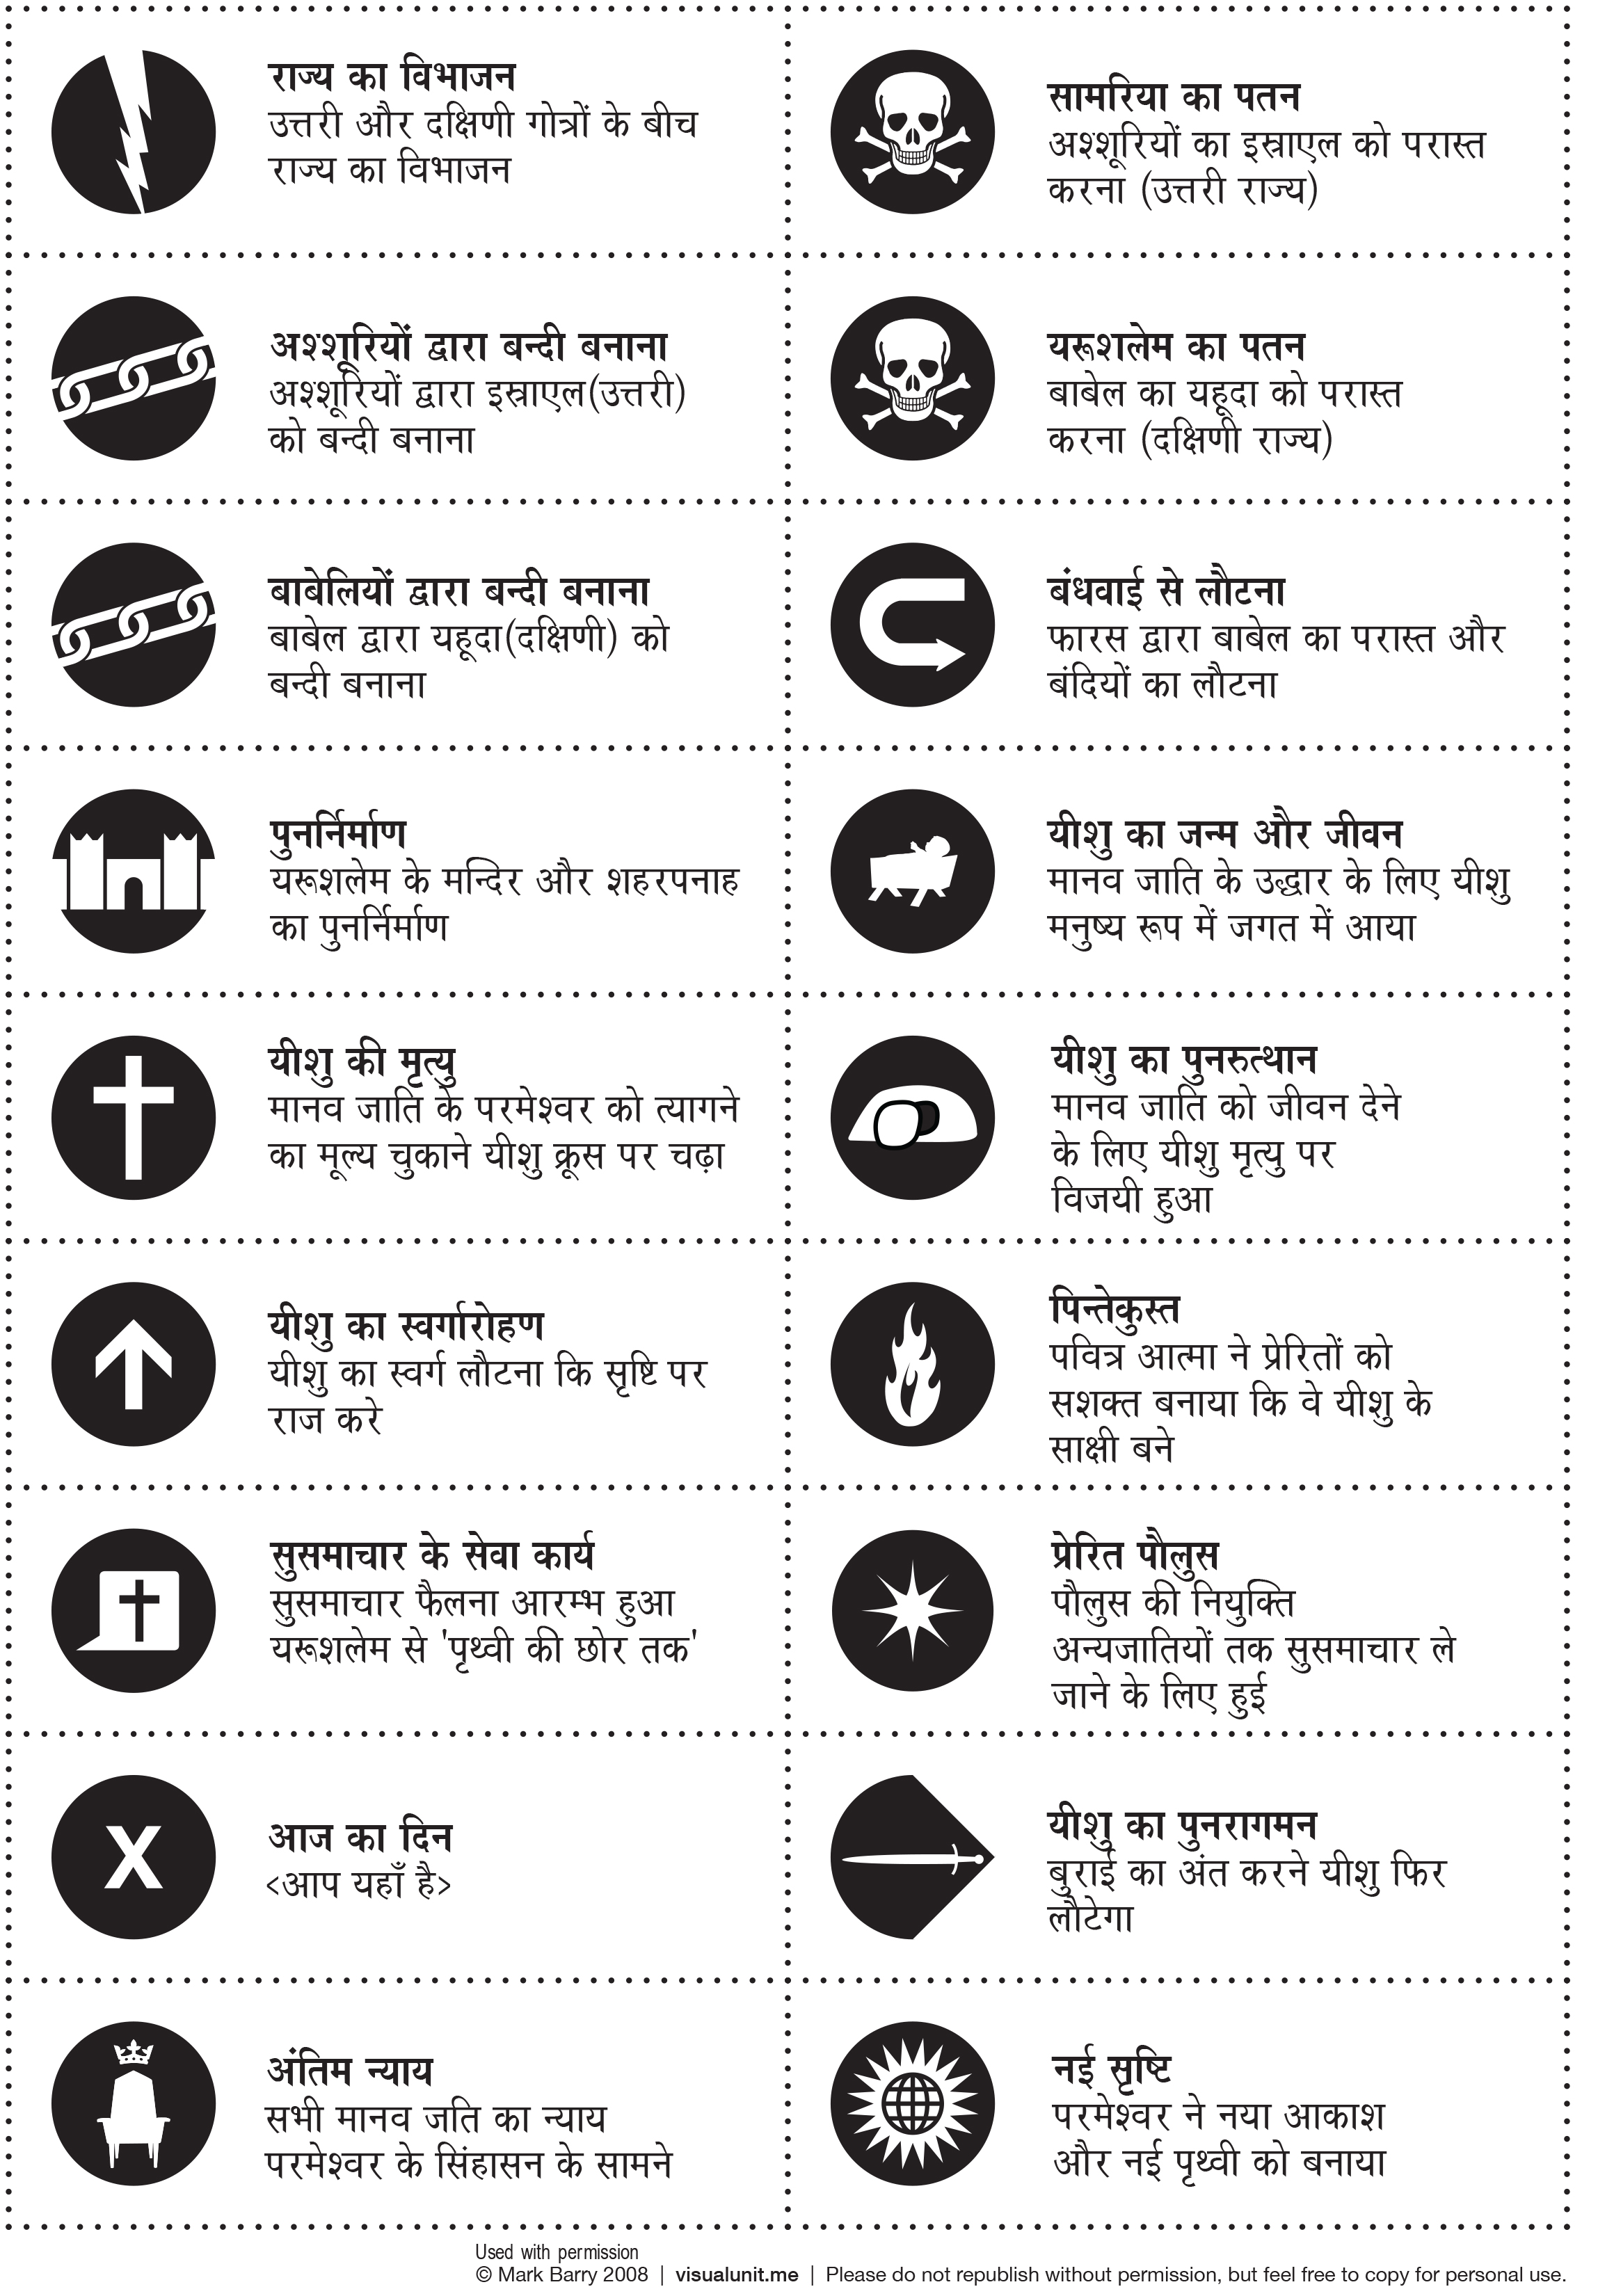 राज्य का विभाजन
उत्तरी और दक्षिणी गोत्रों के बीच
राज्य का विभाजन
सामरिया का पतन
अश्शूरियों का इस्राएल को परास्त
करना (उत्तरी राज्य)
अश्शूरियों द्वारा बन्दी बनाना
अश्शूरियों द्वारा इस्राएल(उत्तरी)
को बन्दी बनाना
यरूशलेम का पतन
बाबेल का यहूदा को परास्त
करना (दक्षिणी राज्य)
बाबेलियों द्वारा बन्दी बनाना
बाबेल द्वारा यहूदा(दक्षिणी) को
बन्दी बनाना
बंधवाई से लौटना
फारस द्वारा बाबेल का परास्त और
बंदियों का लौटना
पुनर्निर्माण
यरूशलेम के मन्दिर और शहरपनाह
का पुनर्निर्माण
यीशु का जन्म और जीवन
मानव जाति के उद्धार के लिए यीशु
मनुष्य रूप में जगत में आया
यीशु की मृत्यु
मानव जाति के परमेश्वर को त्यागने
का मूल्य चुकाने यीशु क्रूस पर चढ़ा
यीशु का पुनरुत्थान
मानव जाति को जीवन देने
के लिए यीशु मृत्यु पर
विजयी हुआ
यीशु का स्वर्गारोहण
यीशु का स्वर्ग लौटना कि सृष्टि पर
राज करे
पिन्तेकुस्त
पवित्र आत्मा ने प्रेरितों को
सशक्त बनाया कि वे यीशु के
साक्षी बने
सुसमाचार के सेवा कार्य
सुसमाचार फैलना आरम्भ हुआ
यरूशलेम से 'पृथ्वी की छोर तक'
प्रेरित पौलुस
पौलुस की नियुक्ति
अन्यजातियों तक सुसमाचार ले
जाने के लिए हुई
X
आज का दिन
<आप यहाँ है>
यीशु का पुनरागमन
बुराई का अंत करने यीशु फिर
लौटेगा
अंतिम न्याय
सभी मानव जति का न्याय
परमेश्वर के सिंहासन के सामने
नई सृष्टि
परमेश्वर ने नया आकाश
और नई पृथ्वी को बनाया
Used with permission
© Mark Barry 2008 | visualunit.me | Please do not republish without permission, but feel free to copy for personal use.